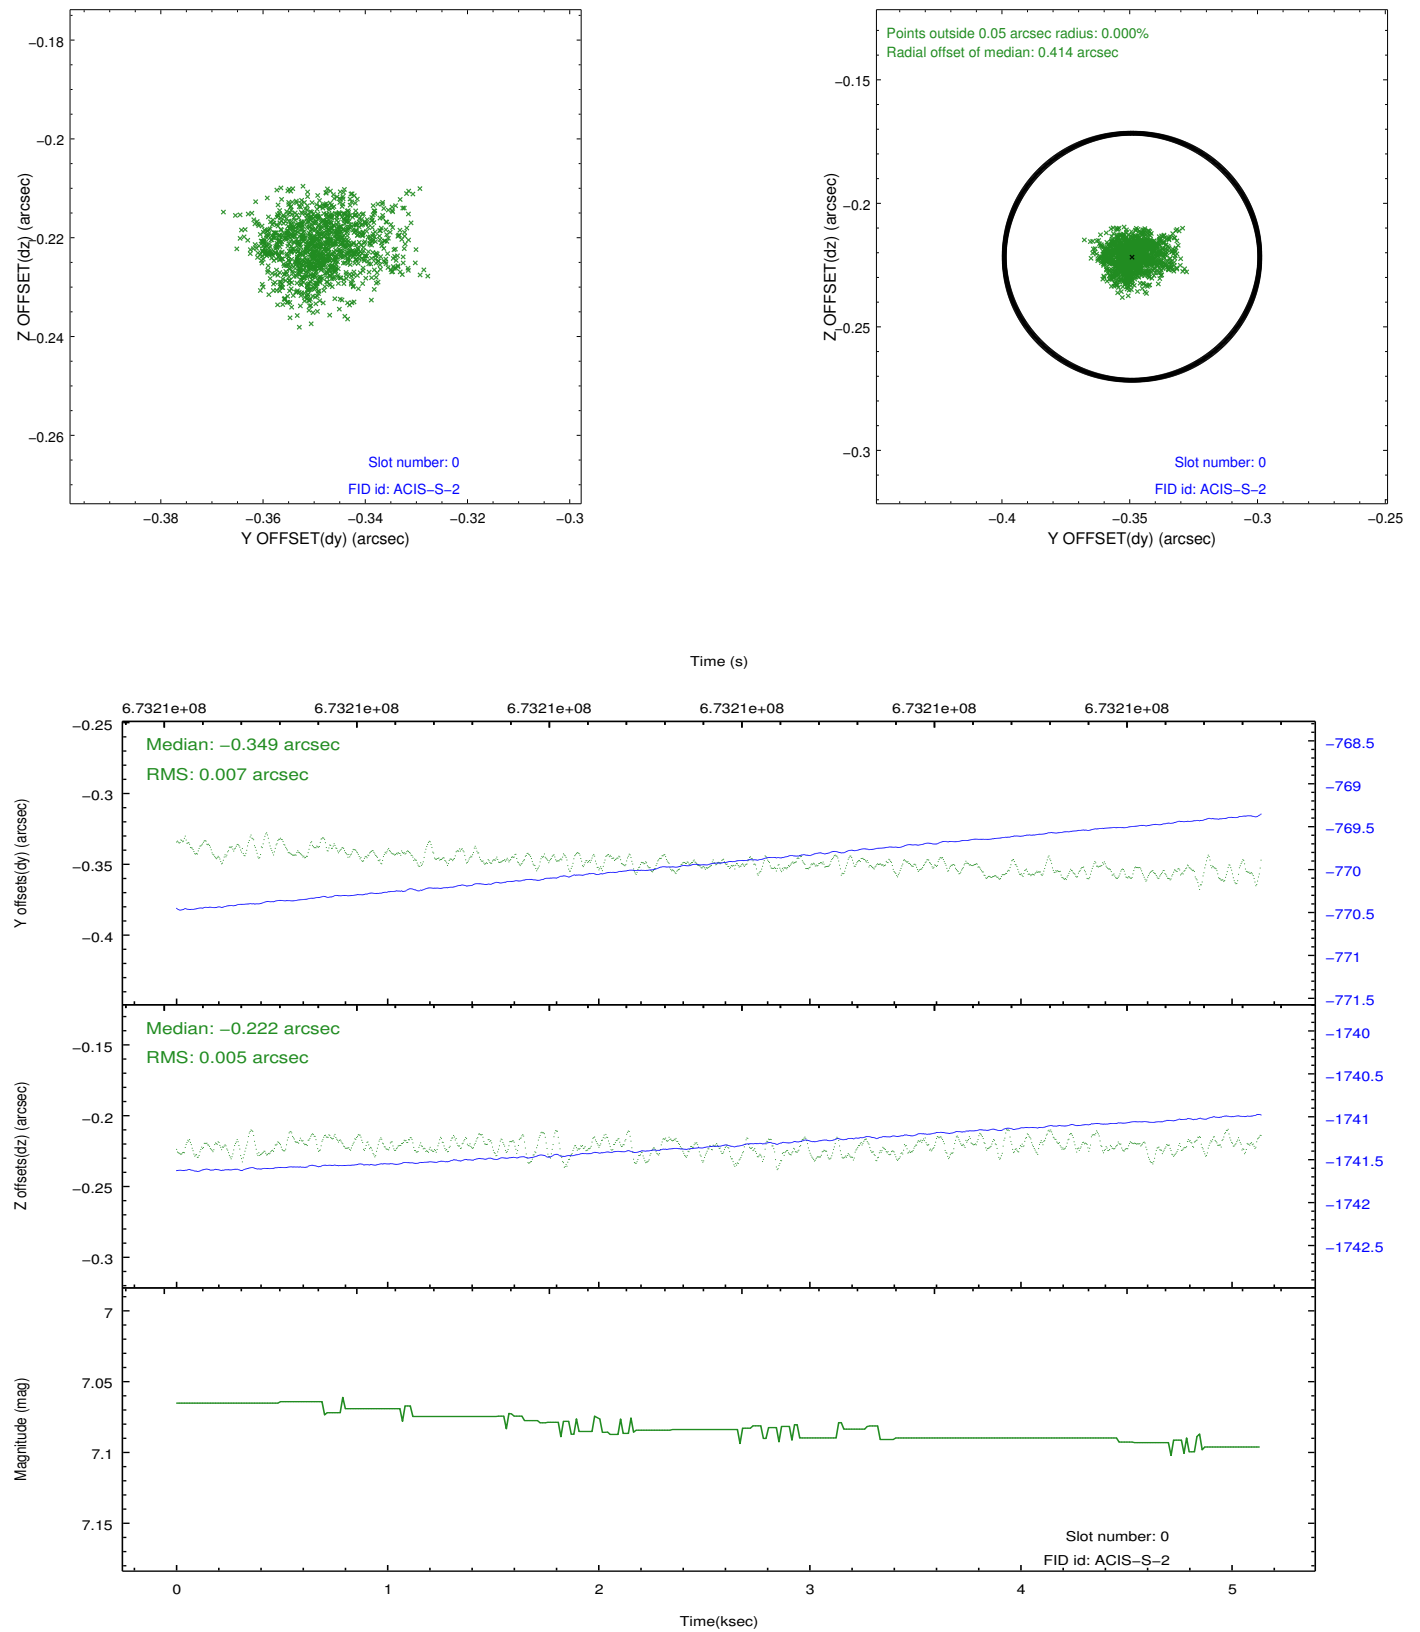 −0.18
−0.2
−0.22
−0.24
−0.26
Z OFFSET(dz) (arcsec)
Slot number: 0
FID id: ACIS−S−2
−0.38
−0.36
−0.34
−0.32
−0.3
Y OFFSET(dy) (arcsec)
Points outside 0.05 arcsec radius: 0.000%
Radial offset of median: 0.414 arcsec
−0.15
−0.2
−0.25
−0.3
Z OFFSET(dz) (arcsec)
Slot number: 0
FID id: ACIS−S−2
−0.4
−0.35
−0.3
−0.25
Y OFFSET(dy) (arcsec)
Time (s)
6.7321e+08
6.7321e+08
6.7321e+08
6.7321e+08
6.7321e+08
6.7321e+08
Median: −0.349 arcsec
RMS: 0.007 arcsec
−0.25
−0.3
−0.35
−0.4
Y offsets(dy) (arcsec)
−768.5
−769
−769.5
−770
−770.5
−771
−771.5
Median: −0.222 arcsec
RMS: 0.005 arcsec
−0.15
−0.2
−0.25
−0.3
Z offsets(dz) (arcsec)
−1740
−1740.5
−1741
−1741.5
−1742
−1742.5
7
7.05
7.1
7.15
Magnitude (mag)
Slot number: 0
FID id: ACIS−S−2
0
1
2
3
4
5
Time(ksec)